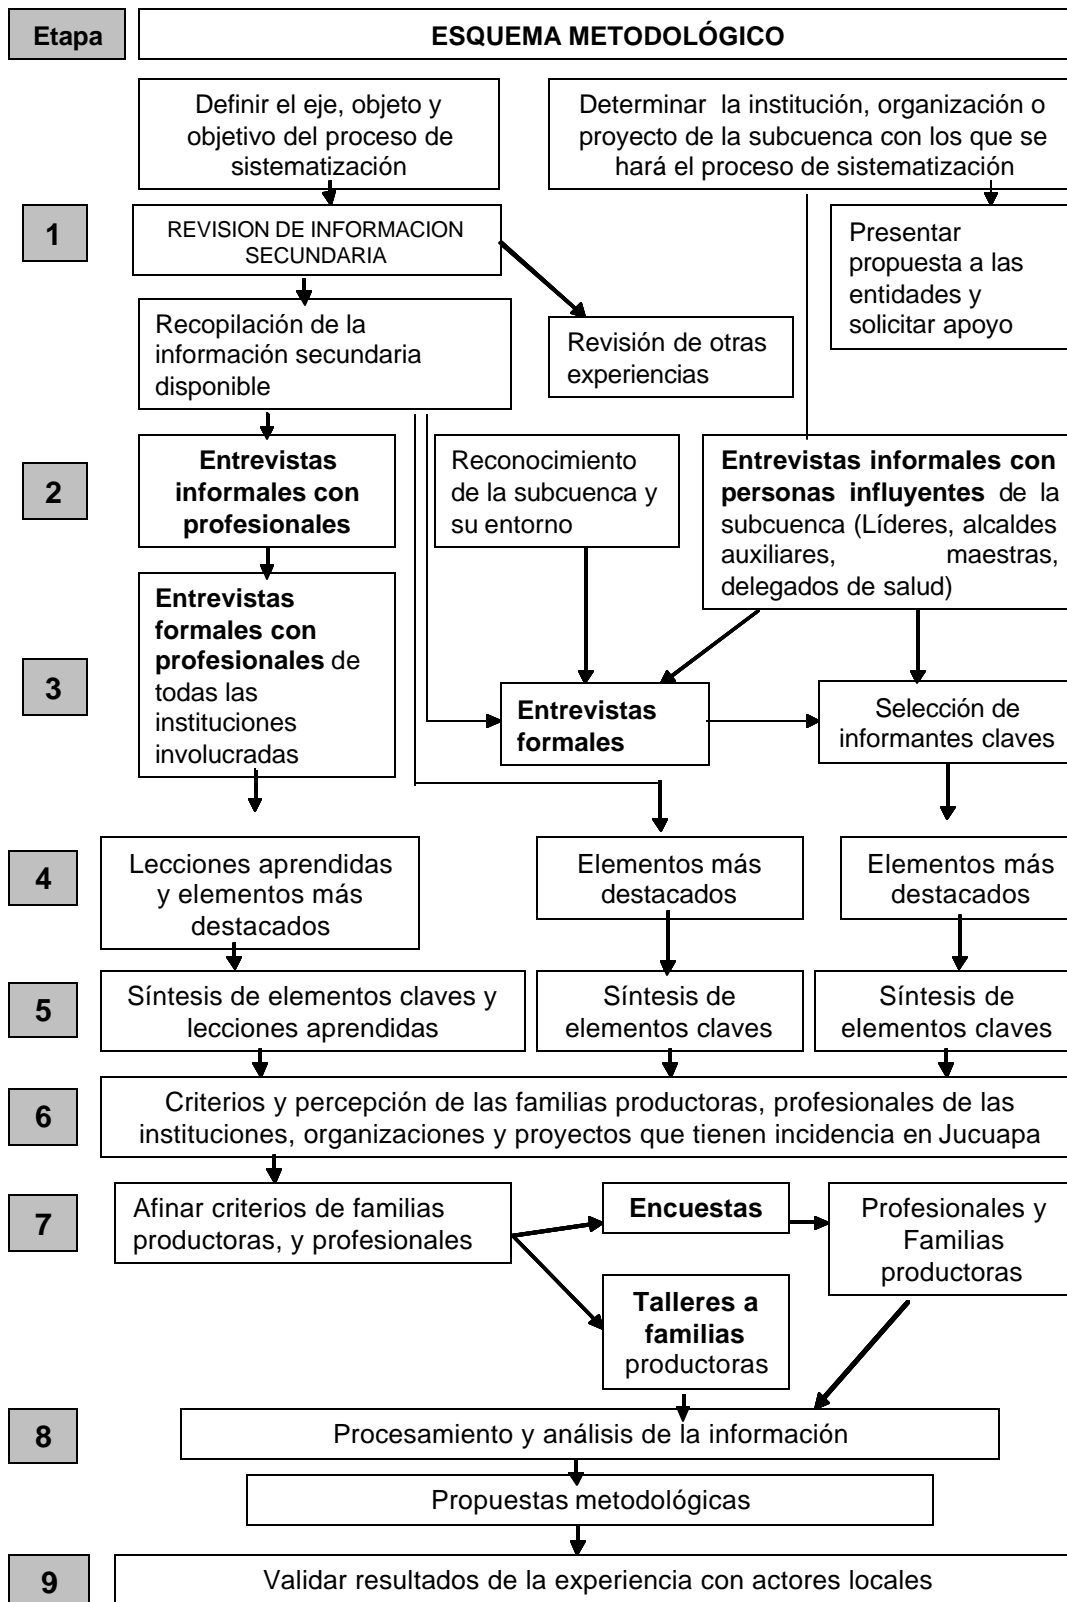 Etapa
ESQUEMA METODOLÓGICO
Definir el eje, objeto y
objetivo del proceso de
sistematización
Determinar la institución, organización o
proyecto de la subcuenca con los que se
hará el proceso de sistematización
1
REVISION DE INFORMACION
SECUNDARIA
Presentar
propuesta a las
entidades y
solicitar apoyo
Recopilación de la
información secundaria
disponible
Revisión de otras
experiencias
2
Entrevistas
informales con
profesionales
Reconocimiento
de la subcuenca y
su entorno
Entrevistas informales con
personas influyentes de la
subcuenca (Líderes, alcaldes
auxiliares, maestras,
delegados de salud)
3
Entrevistas
formales con
profesionales de
todas las
instituciones
involucradas
Entrevistas
formales
Selección de
informantes claves
4
Lecciones aprendidas
y elementos más
destacados
Elementos más
destacados
Elementos más
destacados
5
Síntesis de elementos claves y
lecciones aprendidas
Síntesis de
elementos claves
Síntesis de
elementos claves
6
Criterios y percepción de las familias productoras, profesionales de las
instituciones, organizaciones y proyectos que tienen incidencia en Jucuapa
7
Afinar criterios de familias
productoras, y profesionales
Encuestas
Profesionales y
Familias
productoras
Talleres a
familias
productoras
8
Procesamiento y análisis de la información
Propuestas metodológicas
9
Validar resultados de la experiencia con actores locales